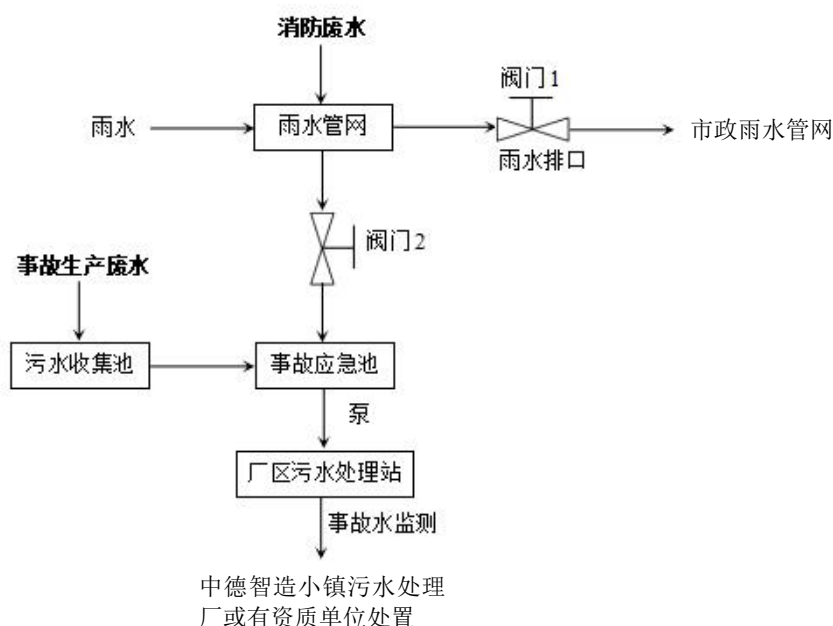 消防废水
阀门1
雨水
雨水管网
市政雨水管网
雨水排口
阀门2
事故生产废水
污水收集池
事故应急池
泵
厂区污水处理站
事故水监测
中德智造小镇污水处理
厂或有资质单位处置